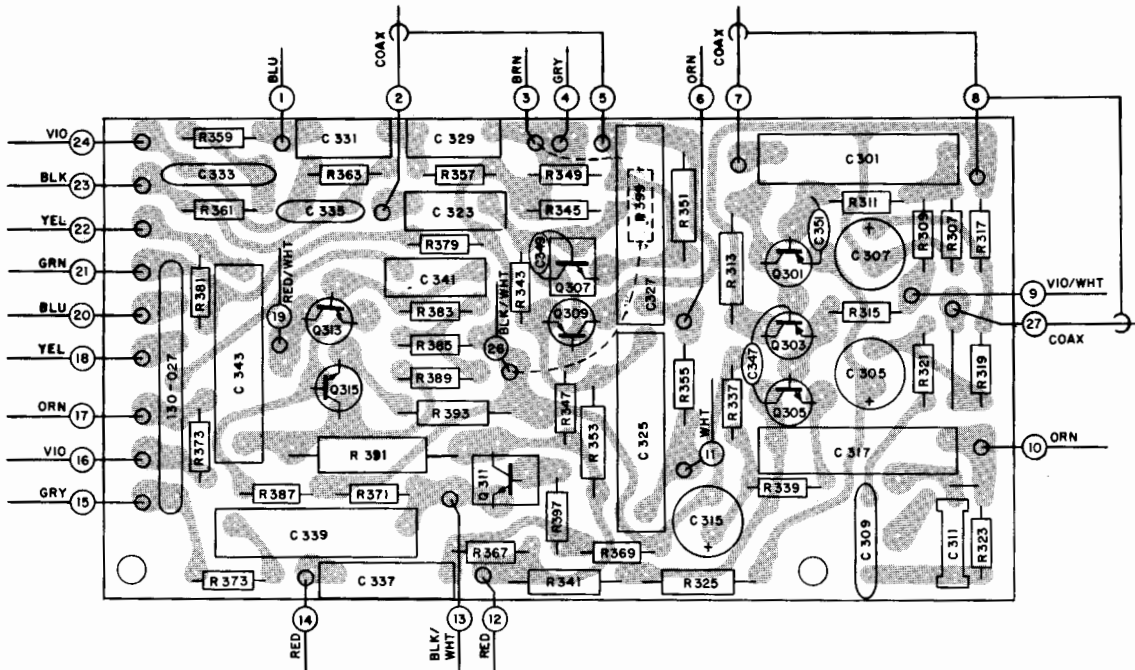 BLU
COAX
BRN
GRY
ORN
COAX
1
2
3
4
5
6
7
8
VIO 24
BLK 23
YEL 22
GRN 21
BLU 20
YEL 18
ORN 17
VIO 16
GRY 15
R359
C 331
C 329
C 301
C 333
R363
R357
R349
R399
R351
R361
C 335
C 323
R345
R311
C351
R309
R307
R317
R379
C349
R313
Q301
C 307
R381
RED/WHT
C 341
BLK/WHT
R343
Q307
C327
9 VIO/WHT
19
Q313
R383
Q309
R315
27
COAX
130-027
C 343
R385
26
Q303
C347
R355
R321
R319
Q315
R389
R337
C 305
R393
R347
R353
C 325
WHT
Q305
R373
R 391
11
C 317
10 ORN
Q311
R387
R371
R397
R339
C 339
C 315
C 309
C 311
R323
R367
R369
R373
C 337
R341
R325
14
13
12
RED
BLK/
WHT
RED